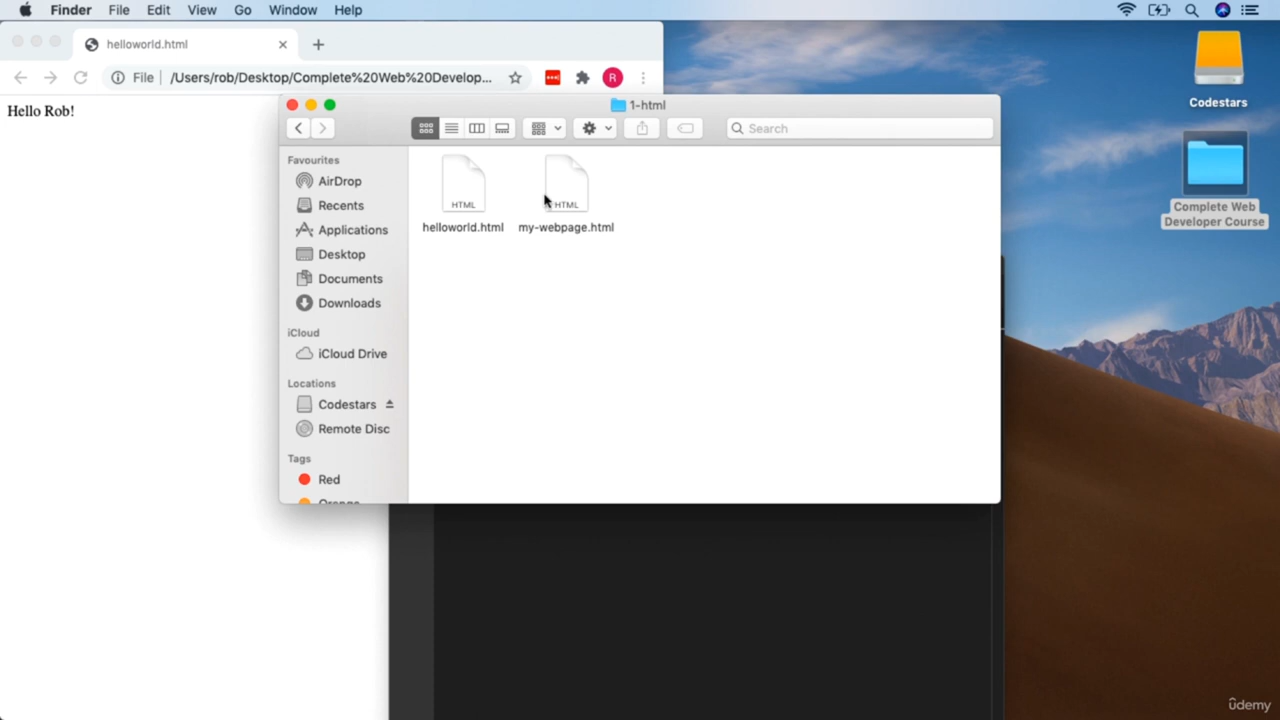 Finder File Edit View Go Window Help
helloworld.html
File /Users/rob/Desktop/Complete%20Web%20Develop...
R
Hello Rob!
1-html
Search
Favourites
AirDrop
Recents
Applications
Desktop
Documents
Downloads
iCloud
iCloud Drive
Locations
Codestars
Remote Disc
Tags
Red
Orange
HTML
helloworld.html
HTML
my-webpage.html
Codestars
Complete Web
Developer Course
ûdemy